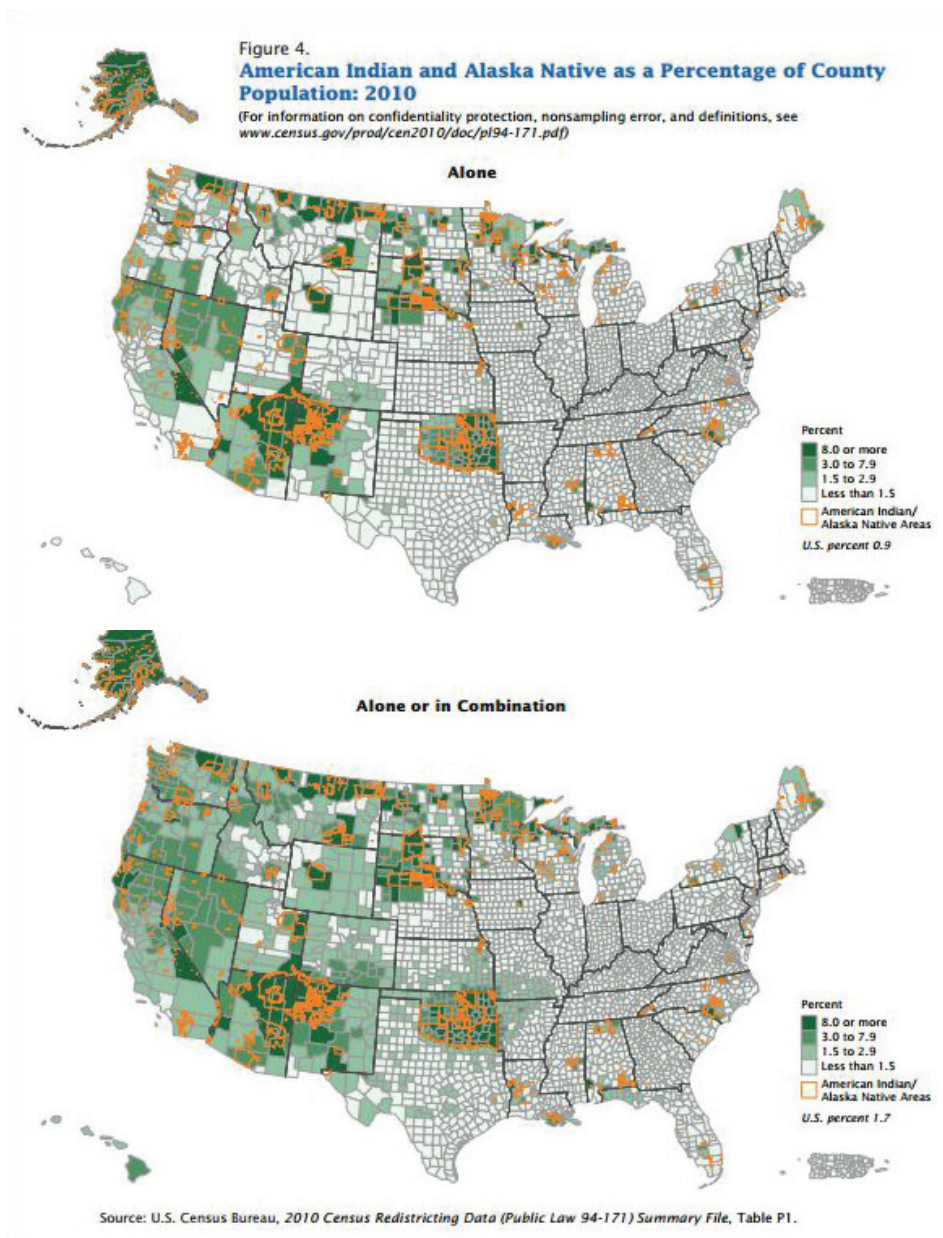 Figure 4.
American Indian and Alaska Native as a Percentage of County
Population: 2010
(For information on confidentiality protection, nonsampling error, and definitions, see
www.census.gov/prod/cen2010/doc/pl94-171.pdf)
Alone
Percent
8.0 or more
3.0 to 7.9
1.5 to 2.9
Less than 1.5
American Indian/
Alaska Native Areas
U.S. percent 0.9
Alone or in Combination
Percent
8.0 or more
3.0 to 7.9
1.5 to 2.9
Less than 1.5
American Indian/
Alaska Native Areas
U.S. percent 1.7
Source: U.S. Census Bureau, 2010 Census Redistricting Data (Public Law 94-171) Summary File, Table P1.